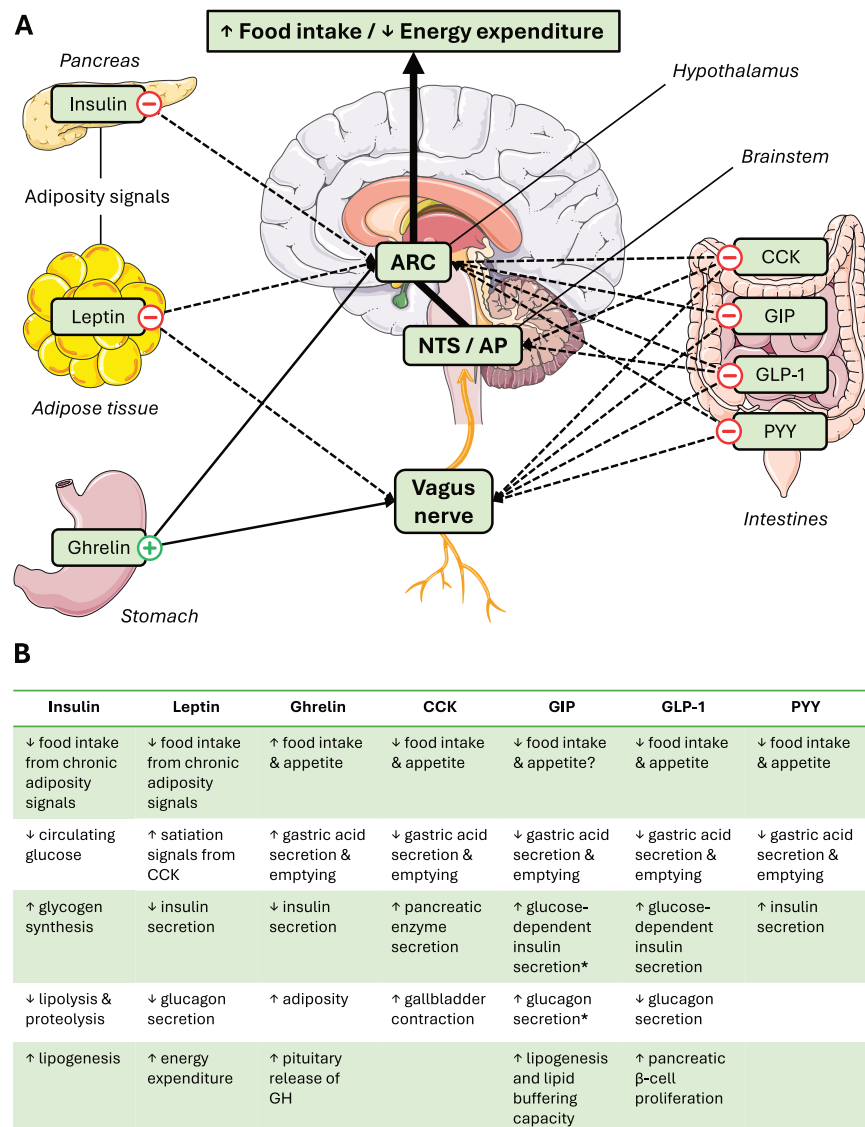 A
↑ Food intake / ↓ Energy expenditure
Pancreas
Insulin
Hypothalamus
Brainstem
Adiposity signals
ARC
CCK
Leptin
GIP
NTS / AP
GLP-1
Adipose tissue
PYY
Vagus
nerve
Intestines
Ghrelin
Stomach
B
Insulin Leptin Ghrelin CCK GIP GLP-1 PYY
↓ food intake ↓ food intake ↑ food intake ↓ food intake ↓ food intake ↓ food intake ↓ food intake
from chronic from chronic & appetite & appetite & appetite? & appetite & appetite
adiposity adiposity
signals signals
↓ circulating ↑ satiation ↑ gastric acid ↓ gastric acid ↓ gastric acid ↓ gastric acid ↓ gastric acid
glucose signals from secretion & secretion & secretion & secretion & secretion &
CCK emptying emptying emptying emptying emptying
↑ glycogen ↓ insulin ↓ insulin ↑ pancreatic ↑ glucose- ↑ glucose- ↑ insulin
synthesis secretion secretion enzyme dependent dependent secretion
secretion insulin insulin
secretion* secretion
↓ lipolysis & ↓ glucagon ↑ adiposity ↑ gallbladder ↑ glucagon ↓ glucagon
proteolysis secretion contraction secretion* secretion
↑ lipogenesis ↑ energy ↑ pituitary ↑ lipogenesis ↑ pancreatic
expenditure release of and lipid β-cell
GH buffering proliferation
capacity